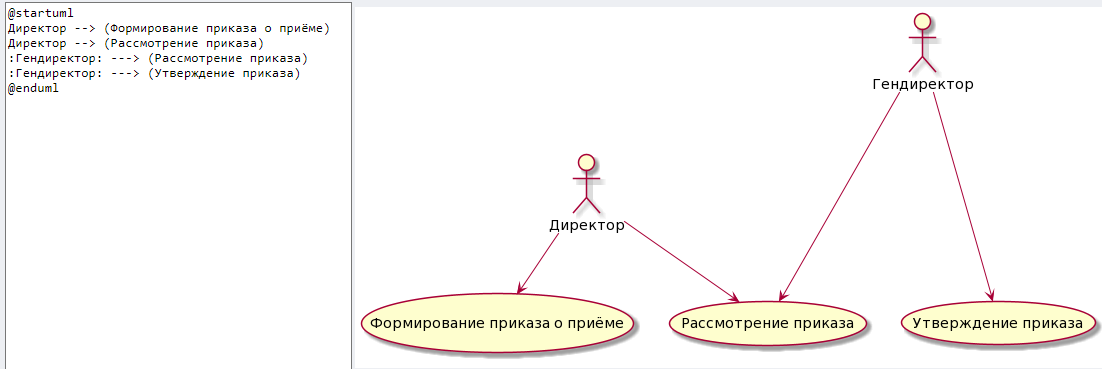 @startuml
Директор --> (Формирование приказа о приёме)
Директор --> (Рассмотрение приказа)
:Гендиректор: ---> (Рассмотрение приказа)
:Гендиректор: ---> (Утверждение приказа)
@enduml
Гендиректор
Директор
Формирование приказа о приёме
Рассмотрение приказа
Утверждение приказа